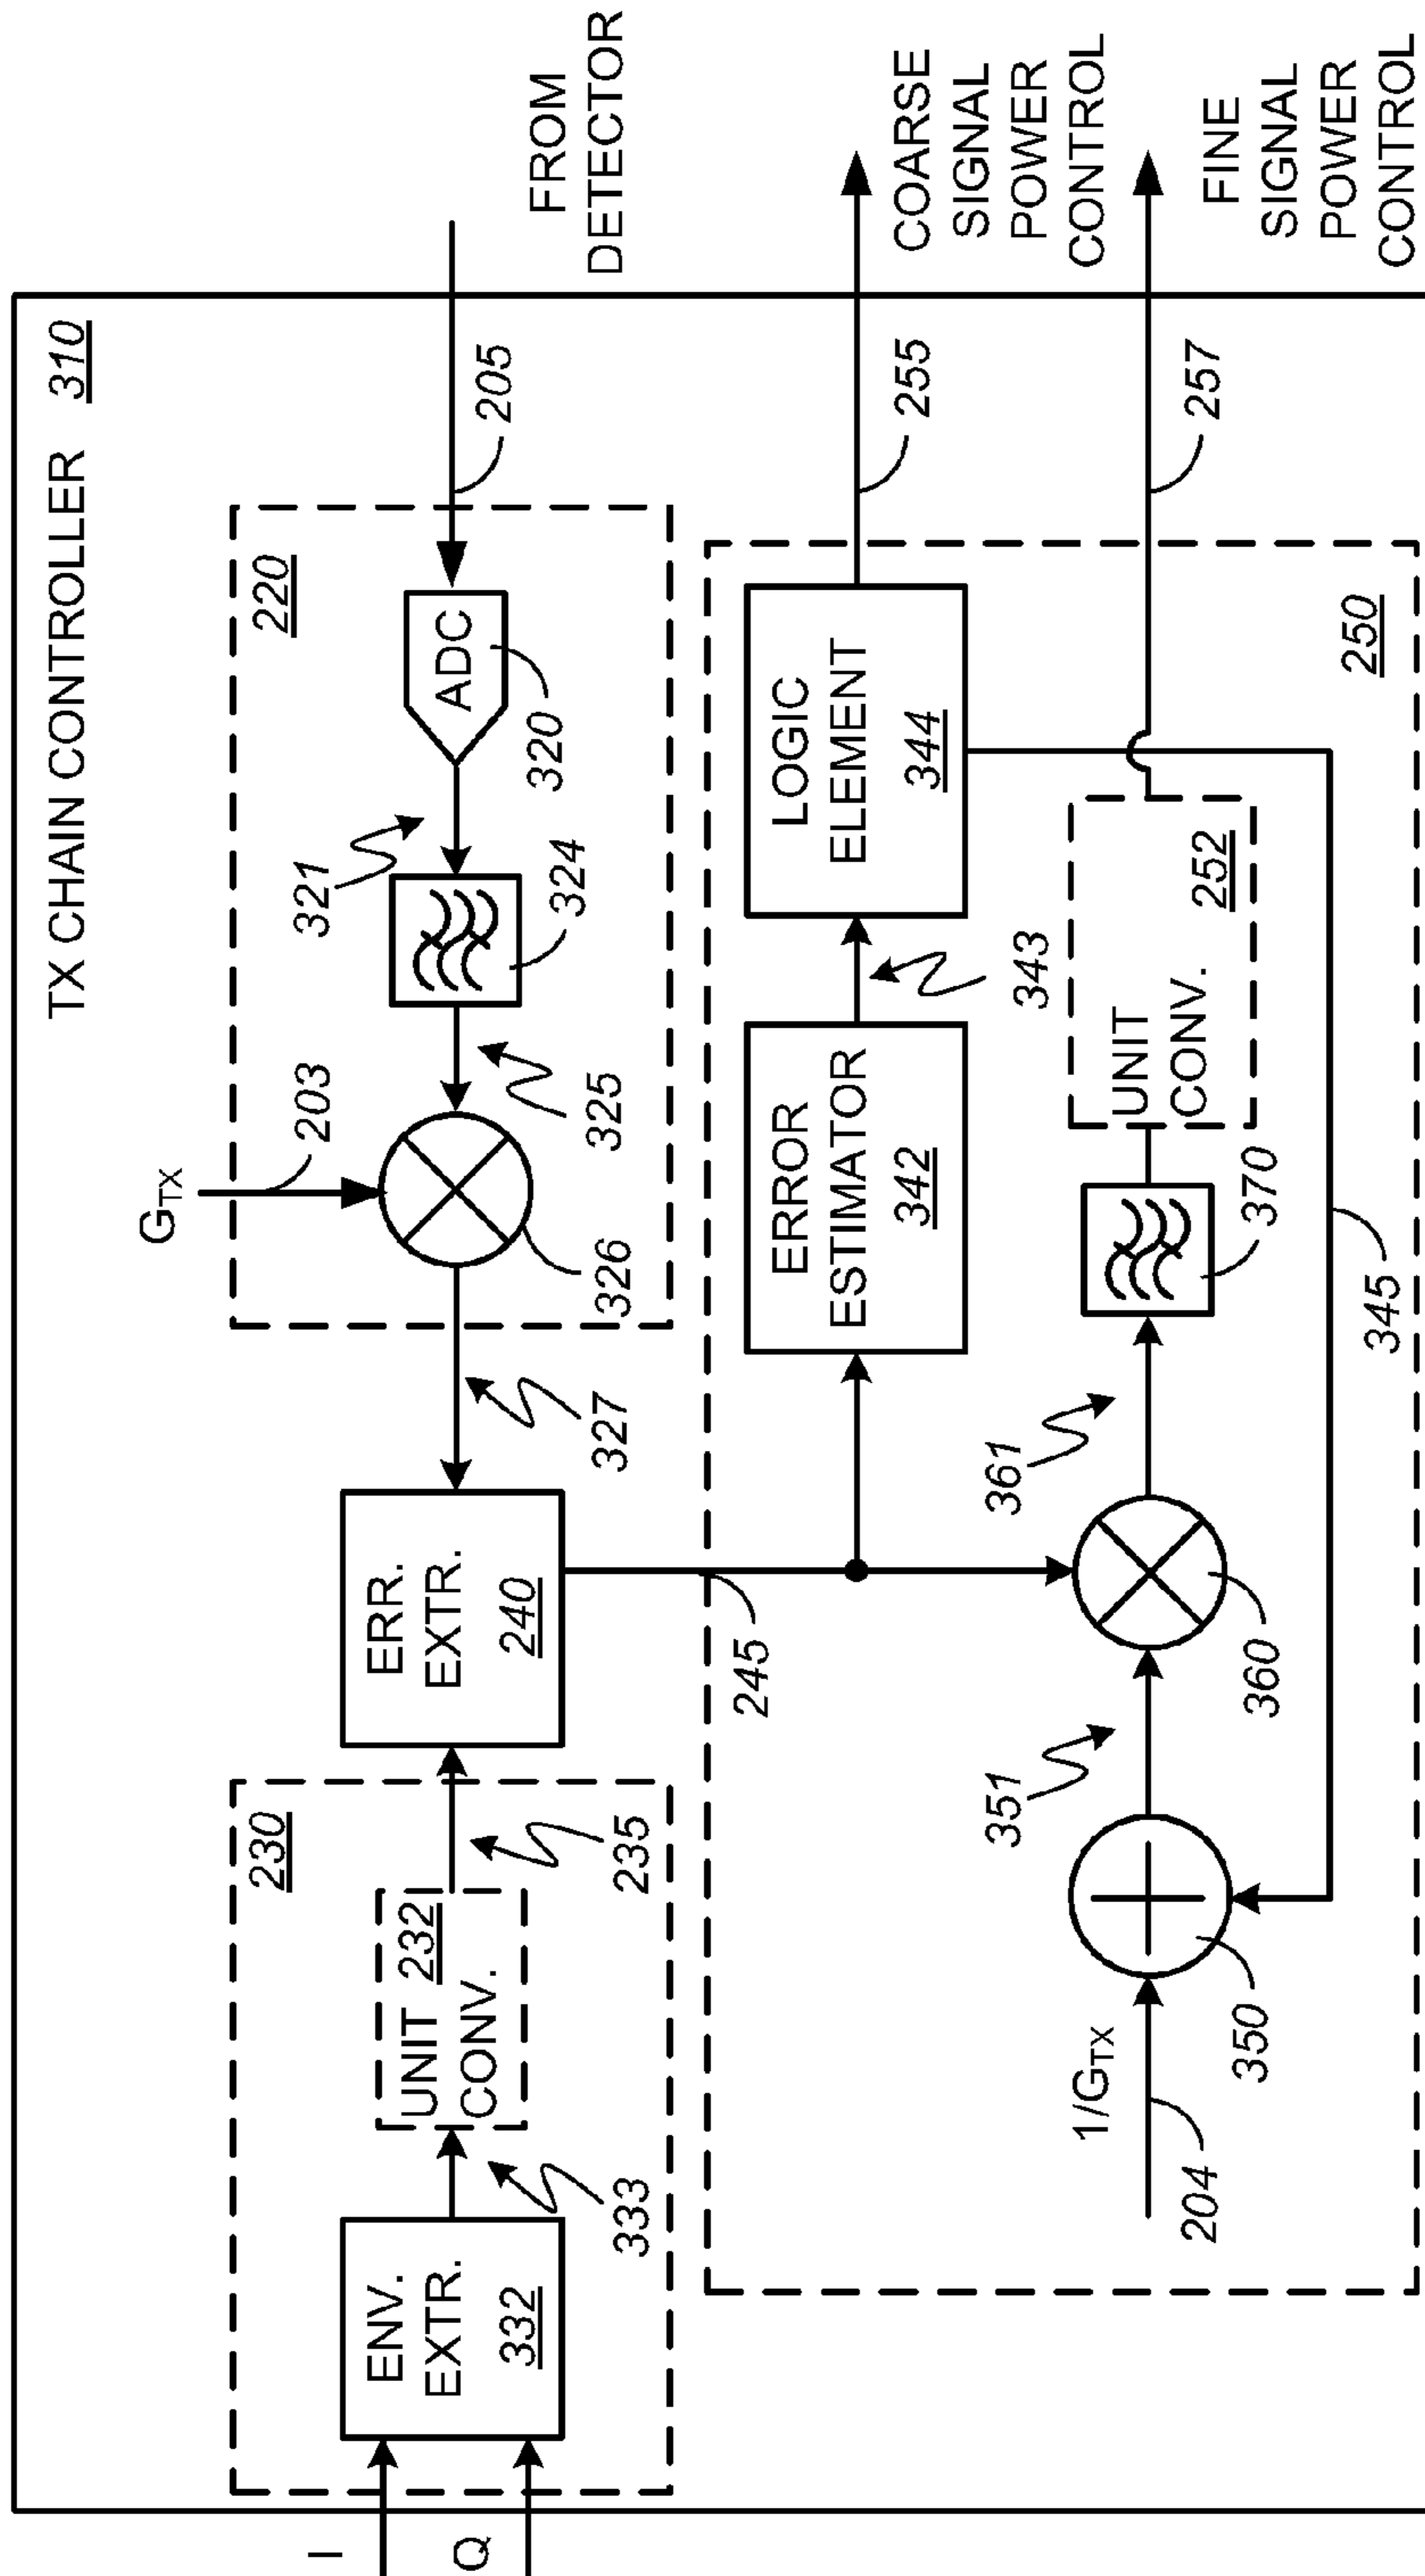 TX CHAIN CONTROLLER 310
I
Q
230
ENV.
EXTR.
332
333
UNIT 232
CONV.
235
ERR.
EXTR.
240
245
327
GTX
203
326
325
220
324
321
ADC
320
205
FROM
DETECTOR
250
ERROR
ESTIMATOR
342
343
LOGIC
ELEMENT
344
255
COARSE
SIGNAL
POWER
CONTROL
1/GTX
204
350
351
360
361
370
UNIT
CONV.
252
345
257
FINE
SIGNAL
POWER
CONTROL